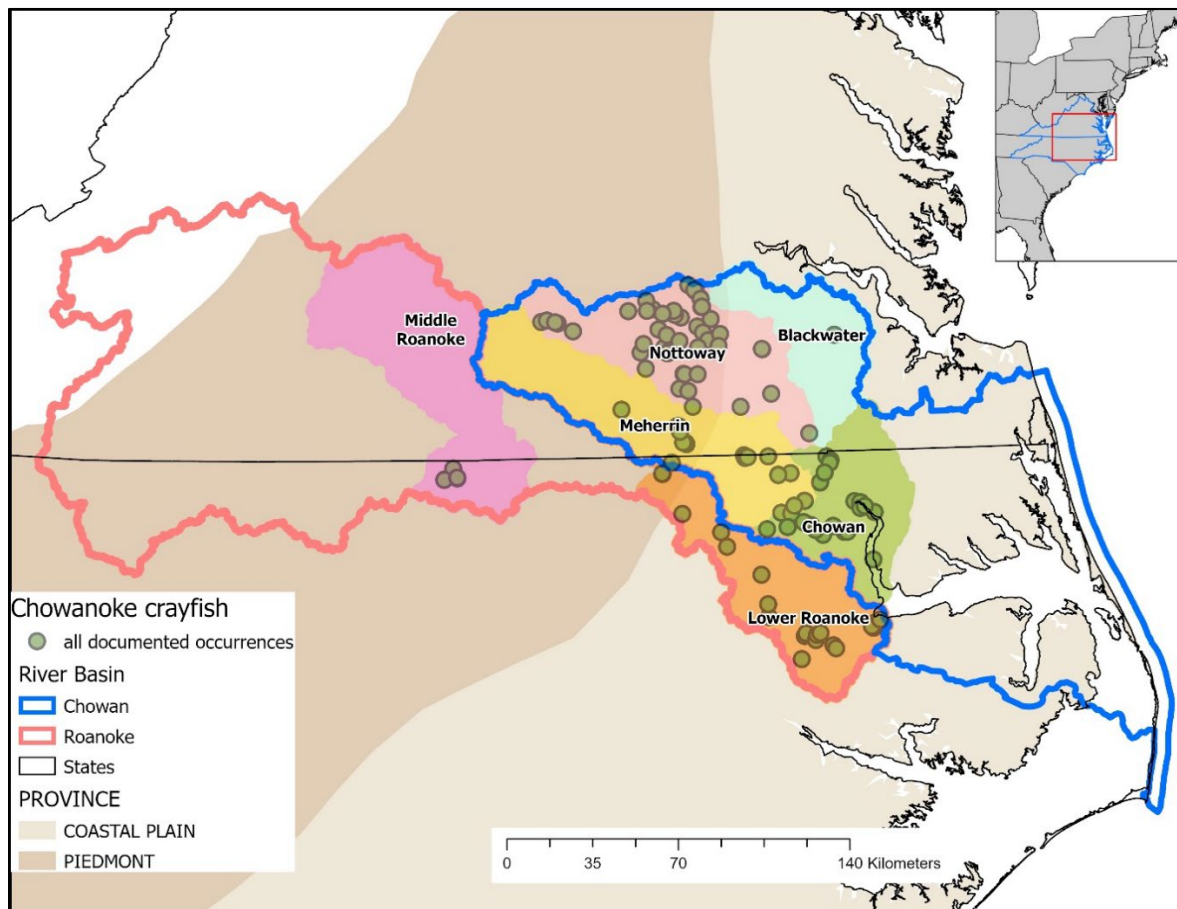 Middle
Roanoke
Blackwater
Nottoway
Meherrin
Chowan
Lower Roanoke
Chowanoke crayfish
all documented occurrences
River Basin
Chowan
Roanoke
States
PROVINCE
COASTAL PLAIN
PIEDMONT
0 35 70 140 Kilometers